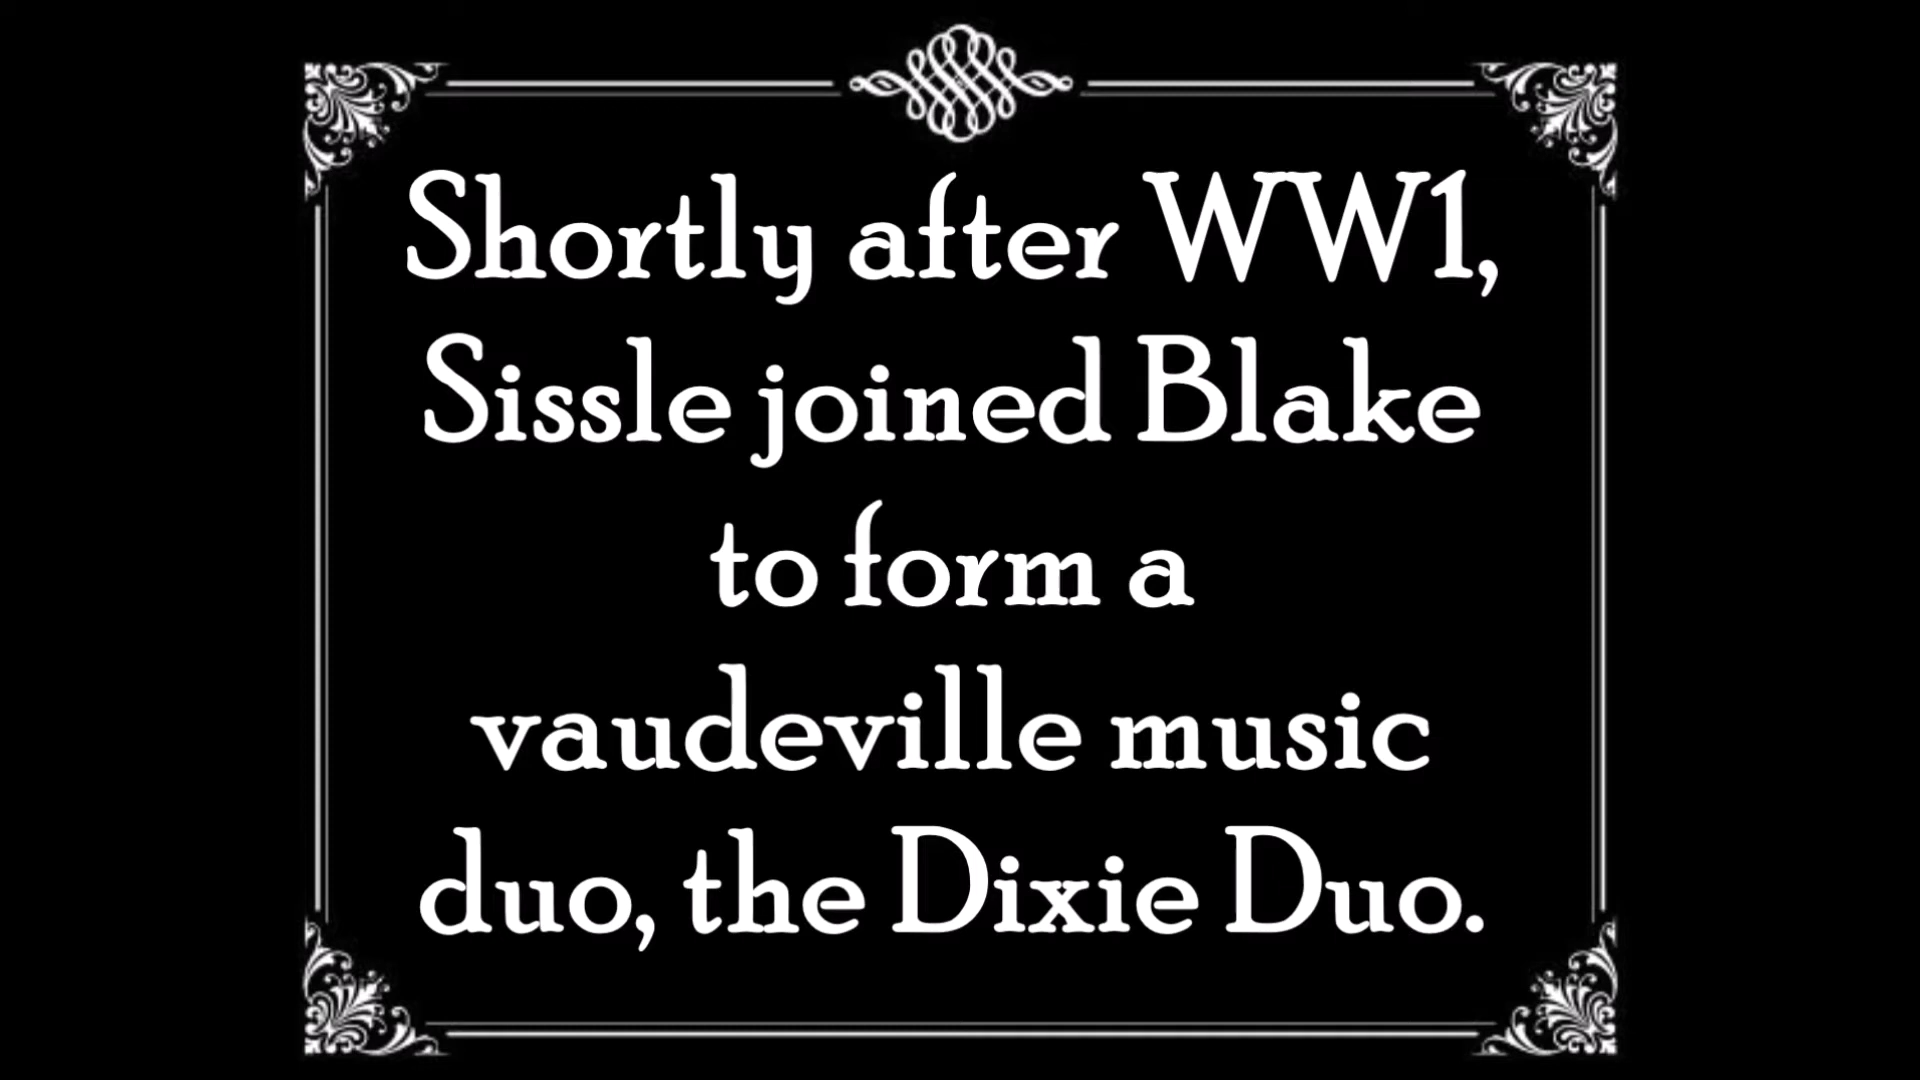 Shortly after WW1,
Sissle joined Blake
to form a
vaudeville music
duo, the Dixie Duo.